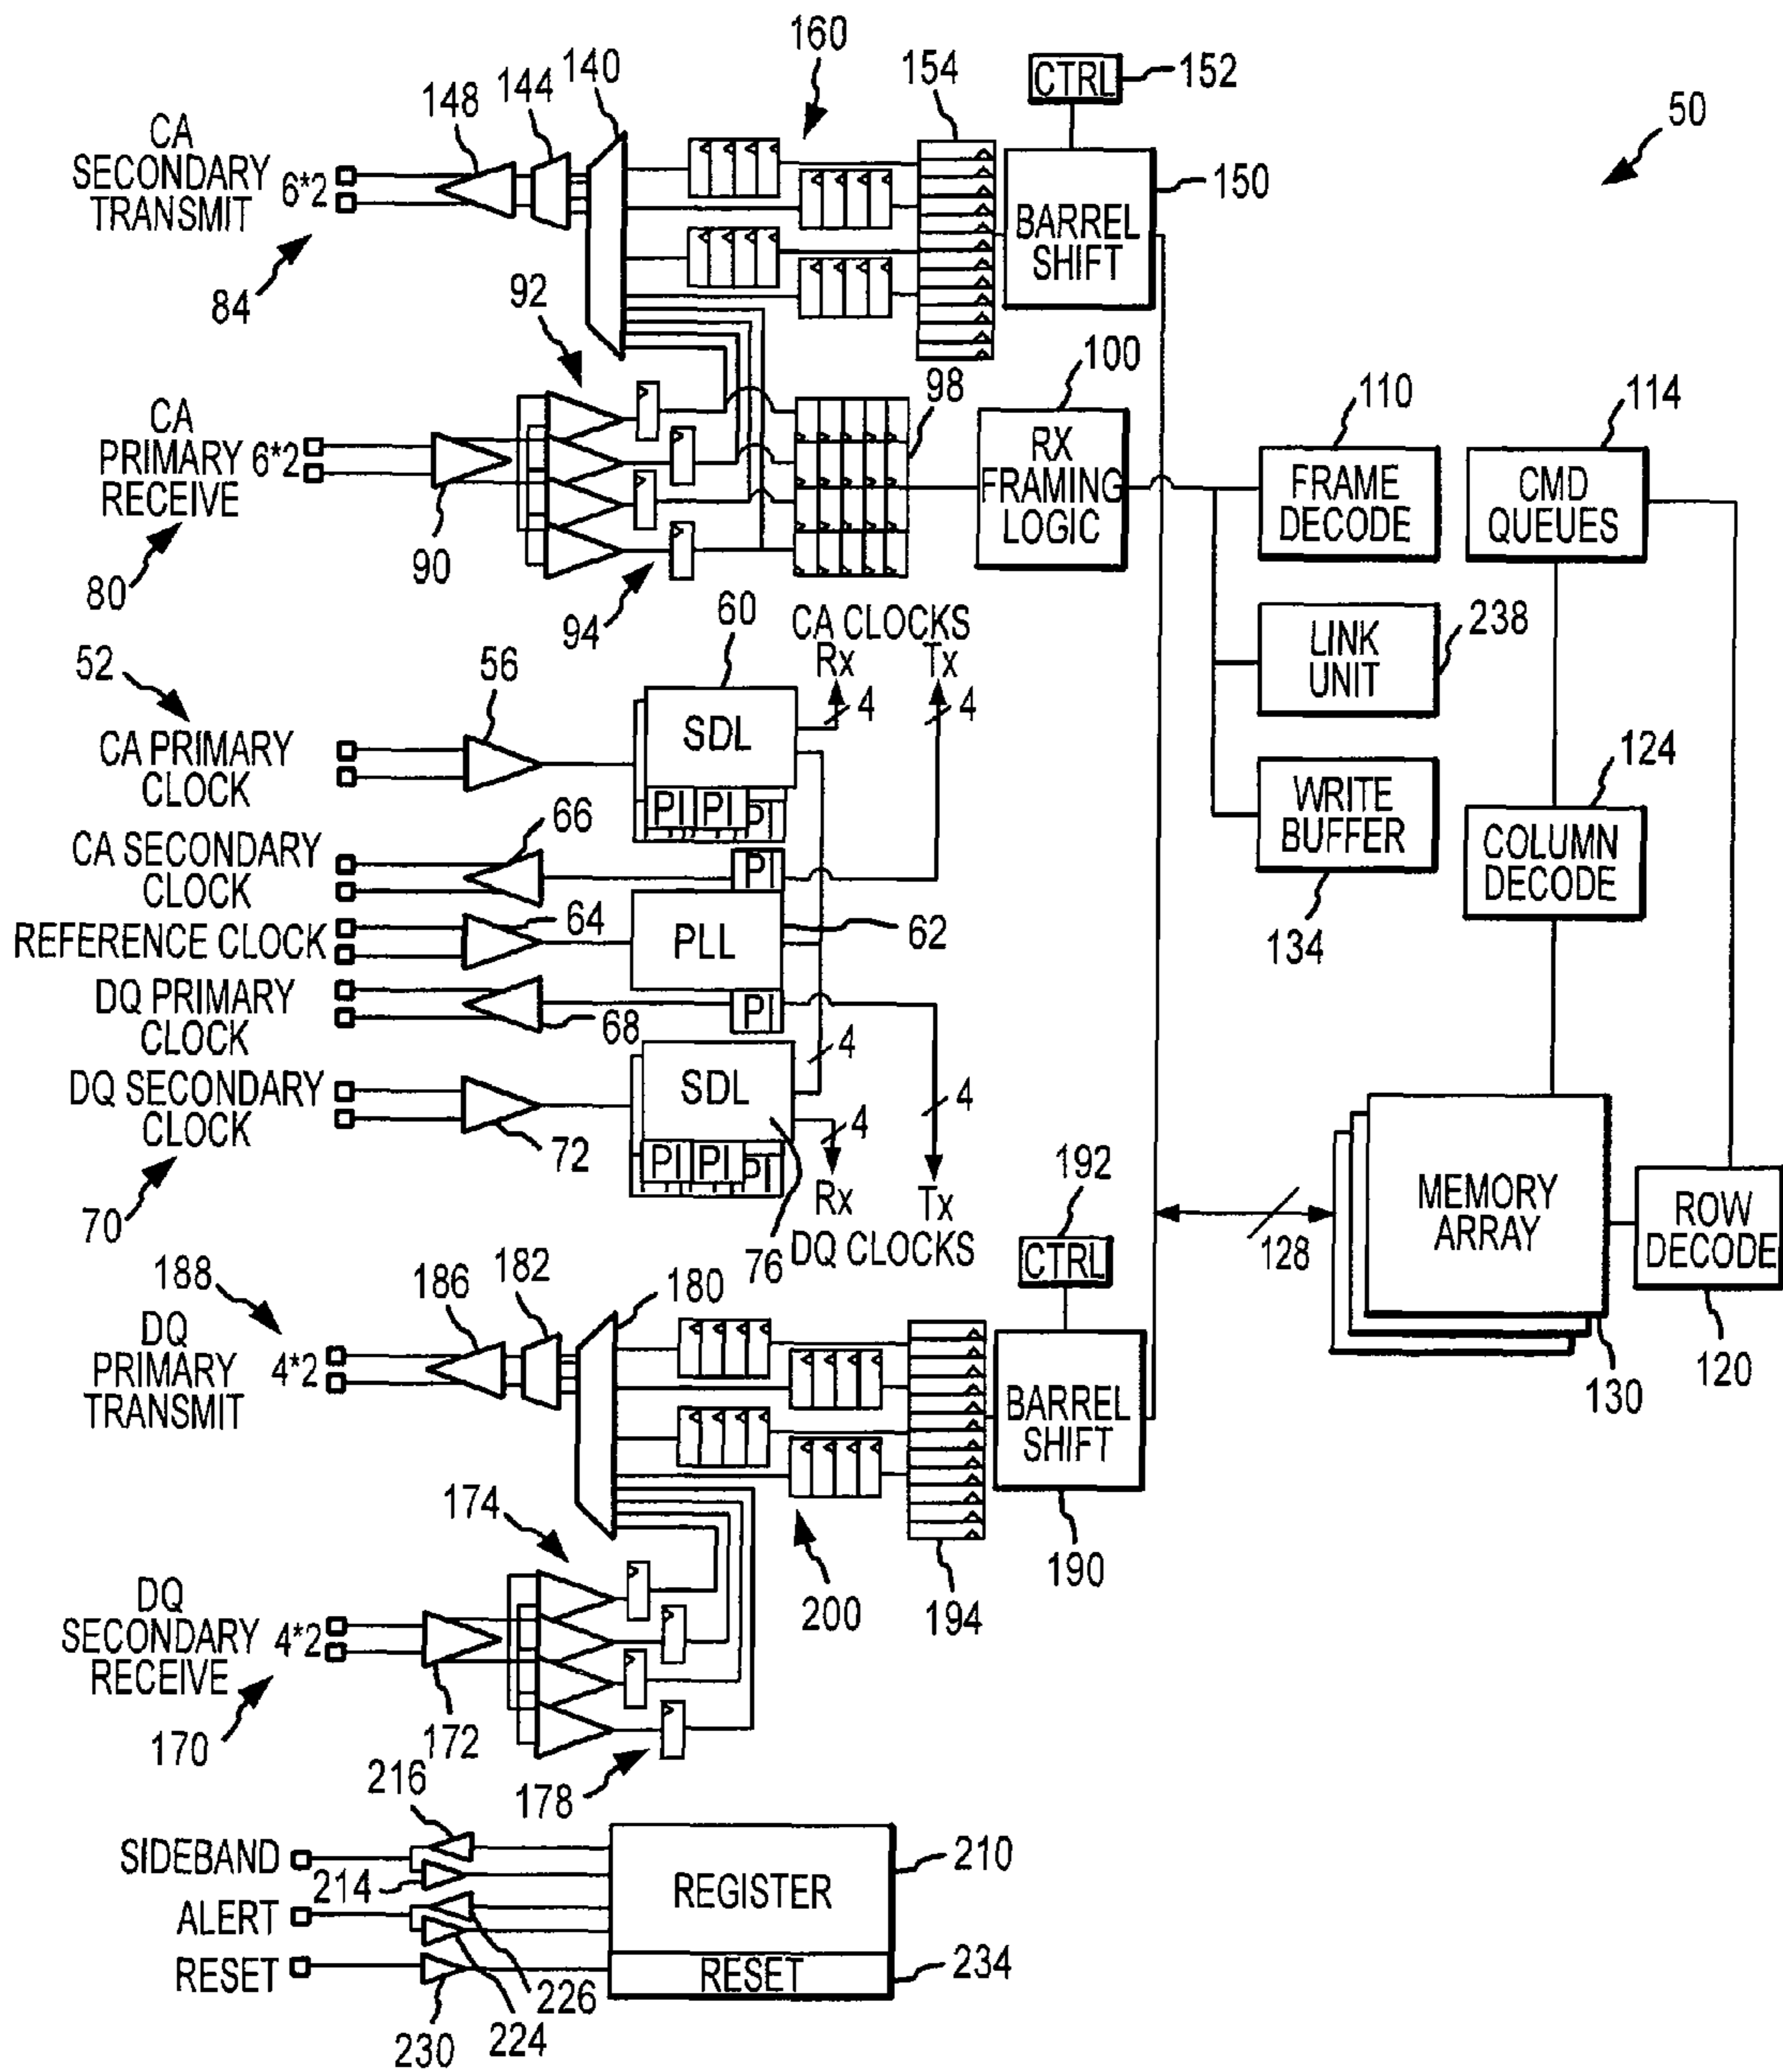 160
154
CTRL
152
50
140
144
148
CA
SECONDARY
TRANSMIT
6*2
84
BARREL
SHIFT
150
92
CA
PRIMARY
RECEIVE
6*2
80
90
94
98
100
RX
FRAMING
LOGIC
110
FRAME
DECODE
114
CMD
QUEUES
LINK
UNIT
238
WRITE
BUFFER
134
124
COLUMN
DECODE
52
56
60
CA CLOCKS
Rx
Tx
4
4
CA PRIMARY
CLOCK
SDL
PI
PI
PI
CA SECONDARY
CLOCK
66
PI
REFERENCE CLOCK
64
PLL
62
DQ PRIMARY
CLOCK
68
PI
4
DQ SECONDARY
CLOCK
70
72
SDL
PI
PI
PI
4
4
Rx
Tx
76
DQ CLOCKS
192
CTRL
128
MEMORY
ARRAY
130
ROW
DECODE
120
188
186
182
180
DQ
PRIMARY
TRANSMIT
4*2
BARREL
SHIFT
190
194
200
174
DQ
SECONDARY
RECEIVE
4*2
170
172
178
216
SIDEBAND
214
ALERT
RESET
REGISTER
210
RESET
234
226
224
230